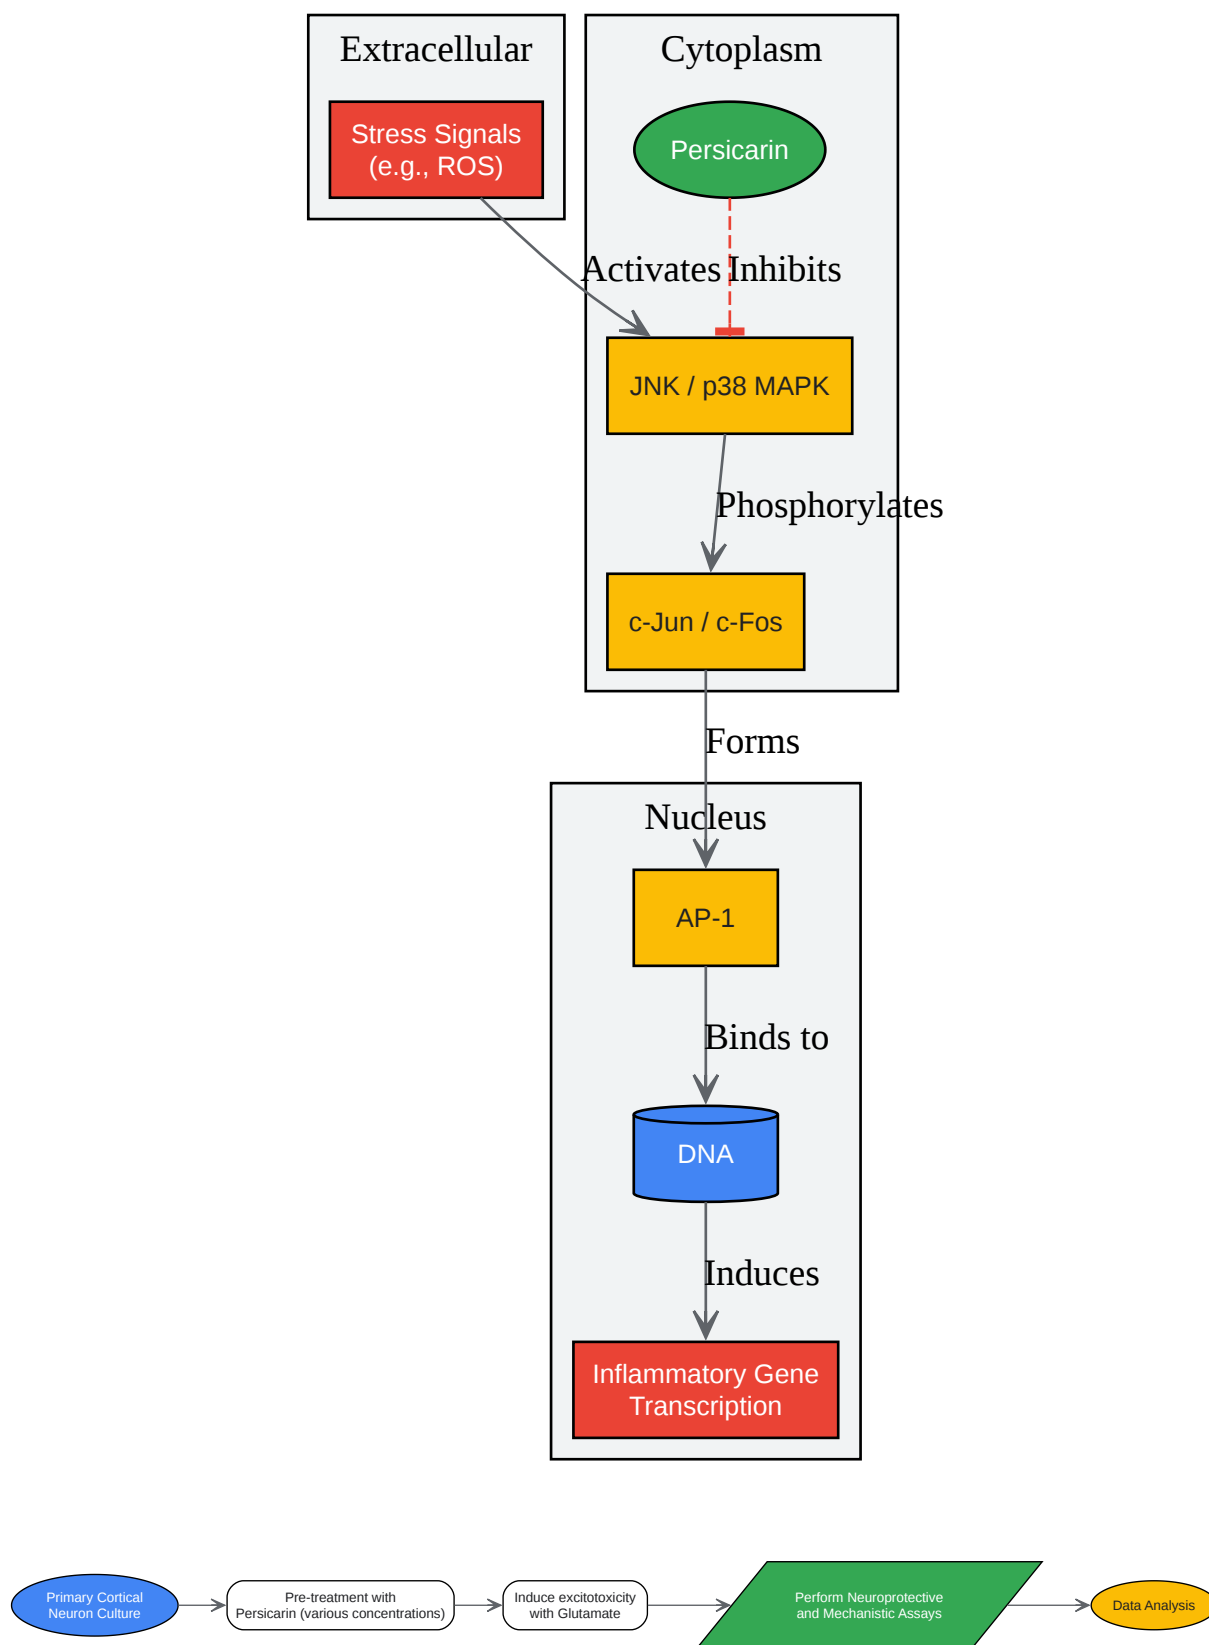 Extracellular
Cytoplasm
Stress Signals
(e.g., ROS)
Persicarin
Activates
Inhibits
JNK / p38 MAPK
Phosphorylates
c-Jun / c-Fos
Forms
Nucleus
AP-1
Binds to
DNA
Induces
Inflammatory Gene
Transcription
Primary Cortical
Neuron Culture
Pre-treatment with
Persicarin (various concentrations)
Induce excitotoxicity
with Glutamate
Perform Neuroprotective
and Mechanistic Assays
Data Analysis